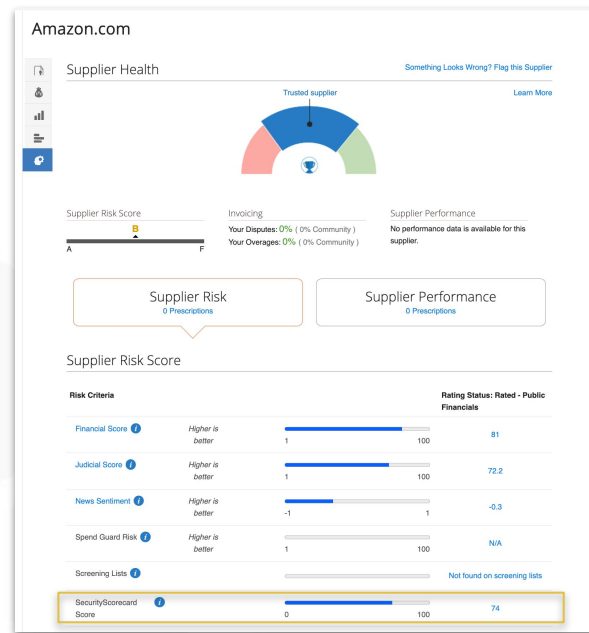 Amazon.com
Supplier Health
Something Looks Wrong? Flag this Supplier
Trusted supplier
Learn More
Supplier Risk Score
B
A F
Invoicing
Your Disputes: 0% ( 0% Community )
Your Overages: 0% ( 0% Community )
Supplier Performance
No performance data is available for this
supplier.
Supplier Risk
0 Prescriptions
Supplier Performance
0 Prescriptions
Supplier Risk Score
Risk Criteria
Rating Status: Rated - Public
Financials
Financial Score i Higher is
better 1 100 81
Judicial Score i Higher is
better 1 100 72.2
News Sentiment i Higher is
better -1 1 -0.3
Spend Guard Risk i Higher is
better 1 100 N/A
Screening Lists i Not found on screening lists
SecurityScorecard i
Score 0 100 74